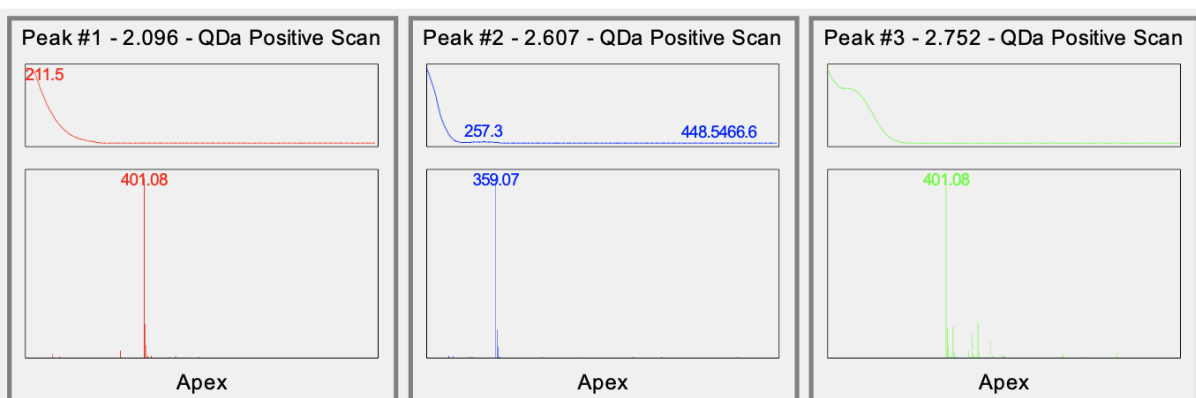 Peak #1 - 2.096 - QDa Positive Scan
211.5
401.08
Apex
Peak #2 - 2.607 - QDa Positive Scan
257.3
448.5466.6
359.07
Apex
Peak #3 - 2.752 - QDa Positive Scan
401.08
Apex